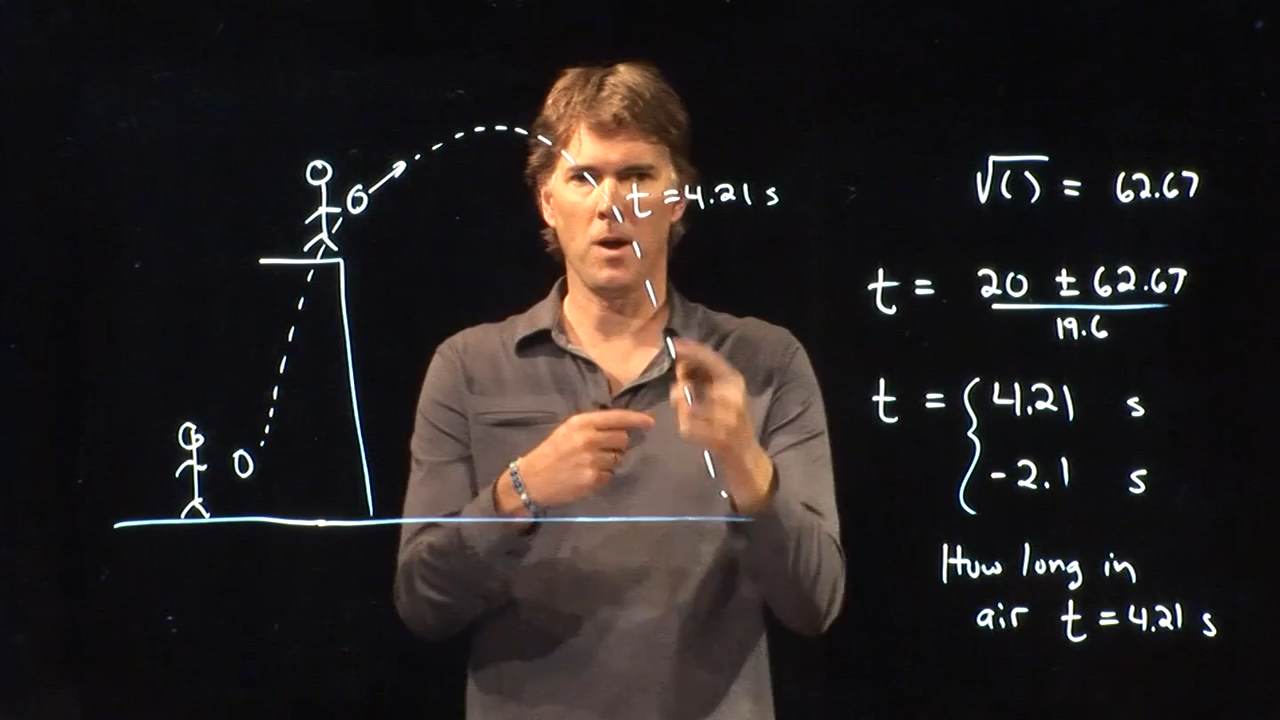 t = 4.21 s
√( ) = 62.67
t = 20 ± 62.67
19.6
t = { 4.21 s
-2.1 s
How long in
air t = 4.21 s